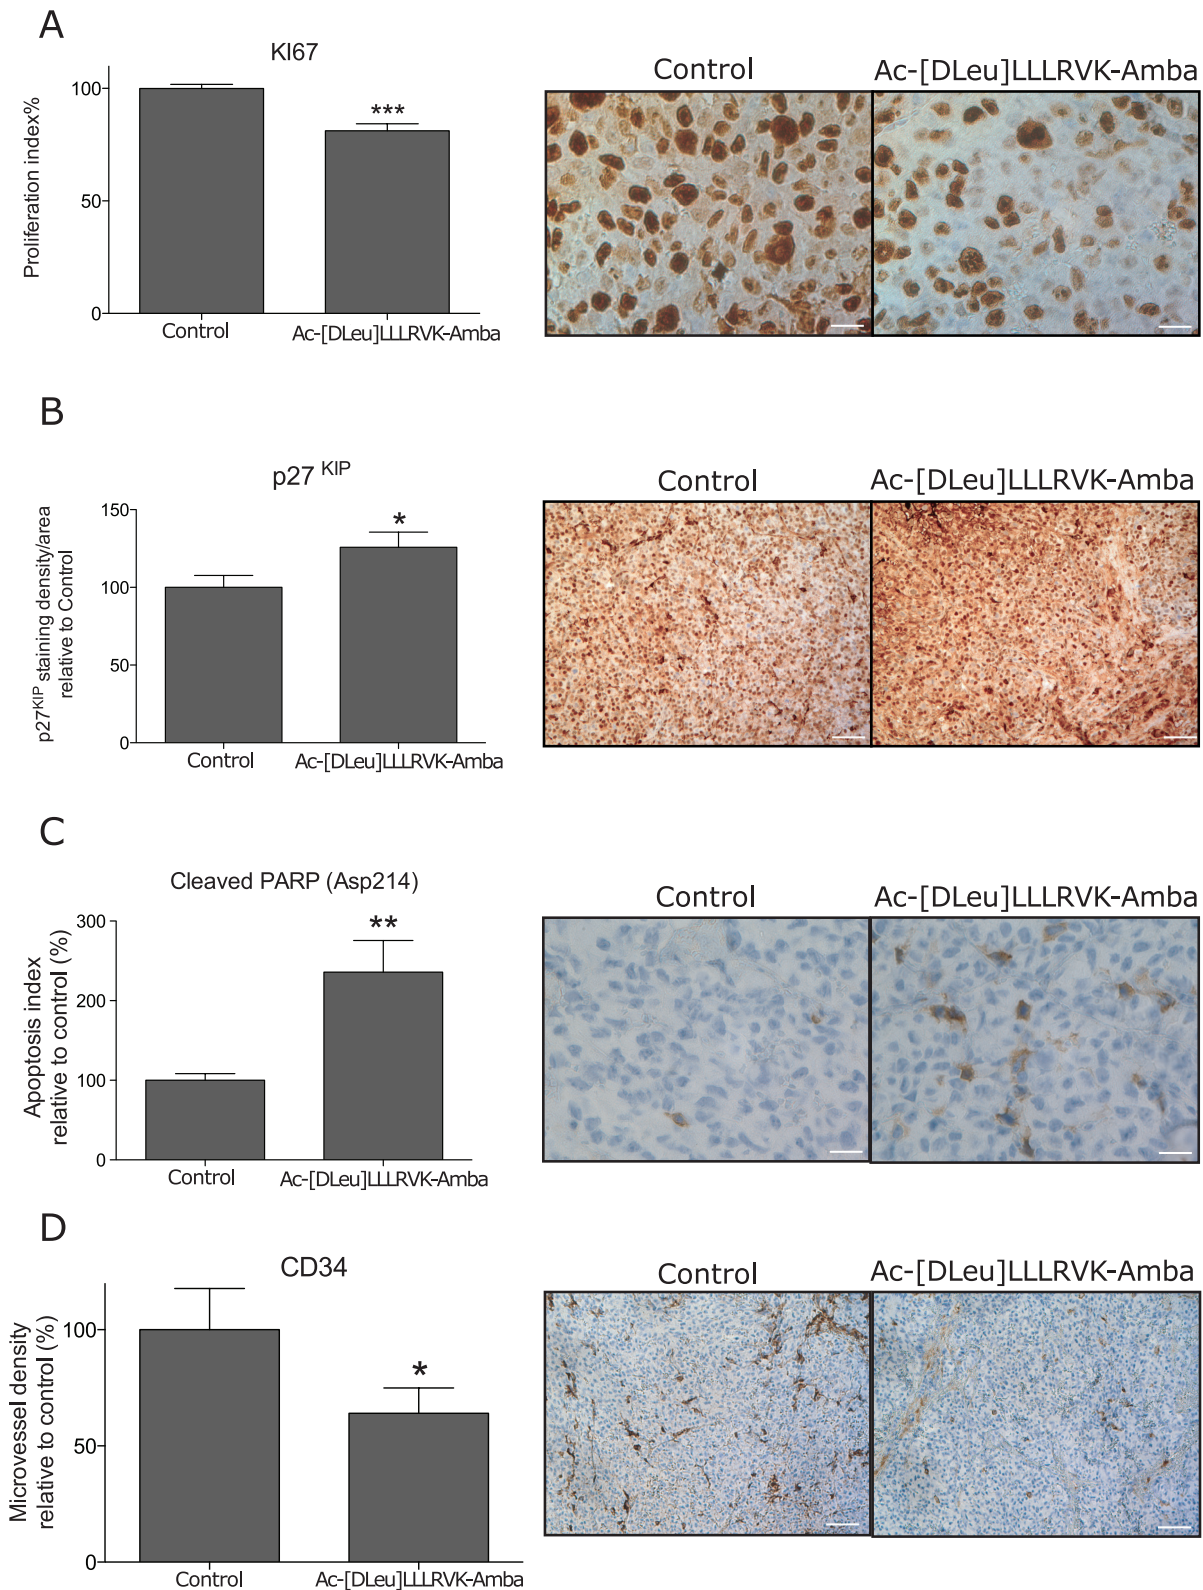 A
KI67
Proliferation index%
100
50
0
Control
Ac-[DLeu]LLLRVK-Amba
***
Control
Ac-[DLeu]LLLRVK-Amba
B
p27 KIP
p27KIP staining density/area
relative to Control
150
100
50
0
Control
Ac-[DLeu]LLLRVK-Amba
*
Control
Ac-[DLeu]LLLRVK-Amba
C
Cleaved PARP (Asp214)
Apoptosis index
relative to control (%)
300
200
100
0
Control
Ac-[DLeu]LLLRVK-Amba
**
Control
Ac-[DLeu]LLLRVK-Amba
D
CD34
Microvessel density
relative to control (%)
100
50
0
Control
Ac-[DLeu]LLLRVK-Amba
*
Control
Ac-[DLeu]LLLRVK-Amba